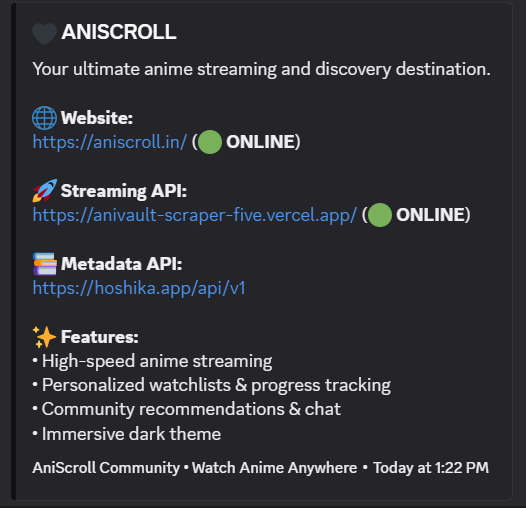 🖤 ANISCROLL
Your ultimate anime streaming and discovery destination.
🌐 Website:
https://aniscroll.in/ (🟢 ONLINE)
🚀 Streaming API:
https://anivault-scraper-five.vercel.app/ (🟢 ONLINE)
📚 Metadata API:
https://hoshika.app/api/v1
✨ Features:
• High-speed anime streaming
• Personalized watchlists & progress tracking
• Community recommendations & chat
• Immersive dark theme
AniScroll Community • Watch Anime Anywhere • Today at 1:22 PM